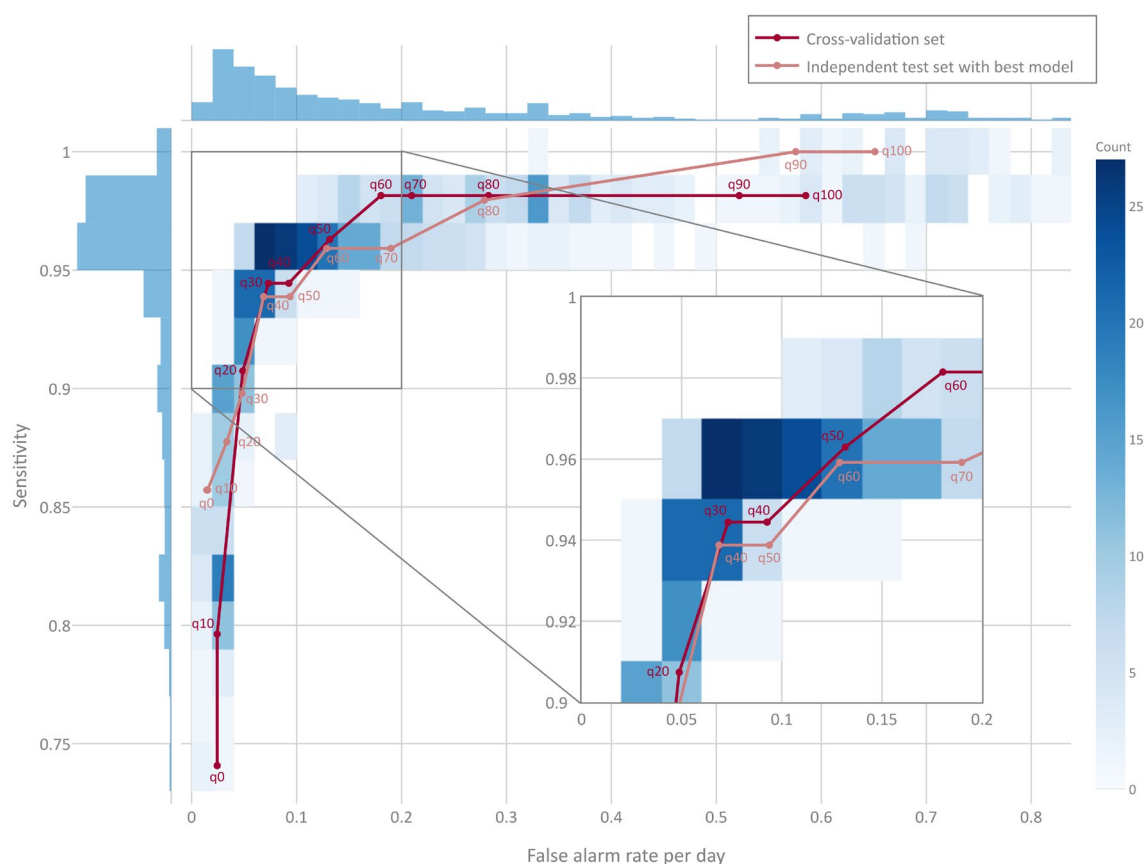 Cross-validation set
Independent test set with best model
Count
25
20
15
10
5
0
Sensitivity
1
0.95
0.9
0.85
0.8
0.75
q60
q70
q80
q90
q100
q90
q100
q80
q50
q60
q70
q40
q30
q40
q50
q20
q30
q20
q10
q0
q10
q0
1
0.98
0.96
0.94
0.92
0.9
q60
q50
q60
q70
q30
q40
q40
q50
q20
0
0.05
0.1
0.15
0.2
0
0.1
0.2
0.3
0.4
0.5
0.6
0.7
0.8
False alarm rate per day